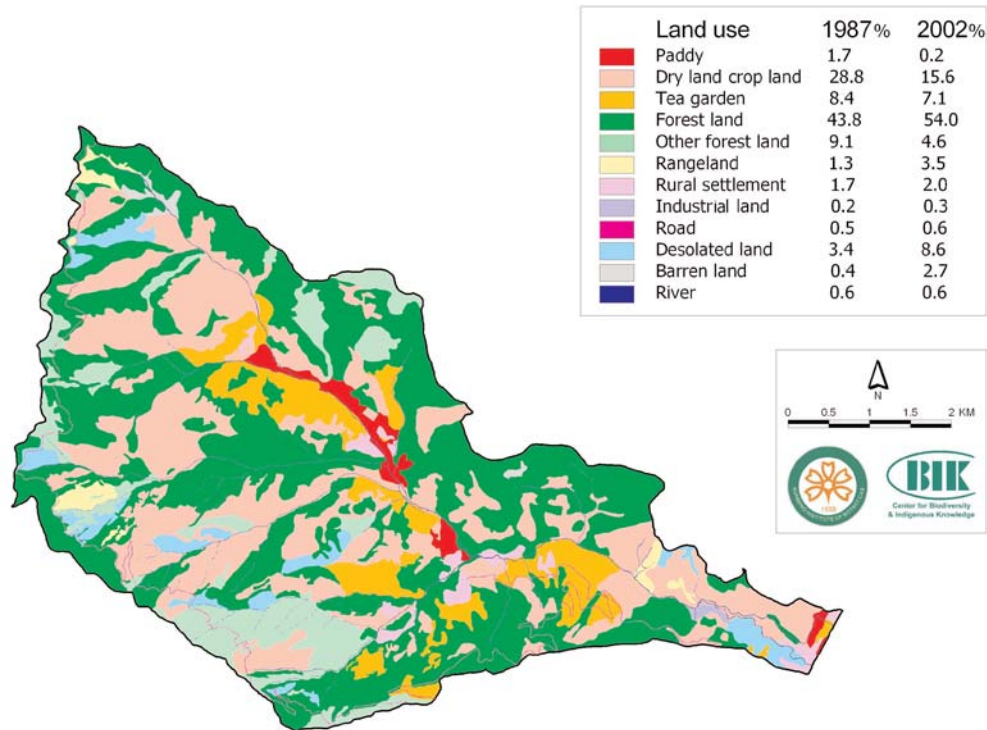 Land use 1987% 2002%
Paddy 1.7 0.2
Dry land crop land 28.8 15.6
Tea garden 8.4 7.1
Forest land 43.8 54.0
Other forest land 9.1 4.6
Rangeland 1.3 3.5
Rural settlement 1.7 2.0
Industrial land 0.2 0.3
Road 0.5 0.6
Desolated land 3.4 8.6
Barren land 0.4 2.7
River 0.6 0.6
N
0 0.5 1 1.5 2 KM
BIK
Center for Biodiversity
& Indigenous Knowledge